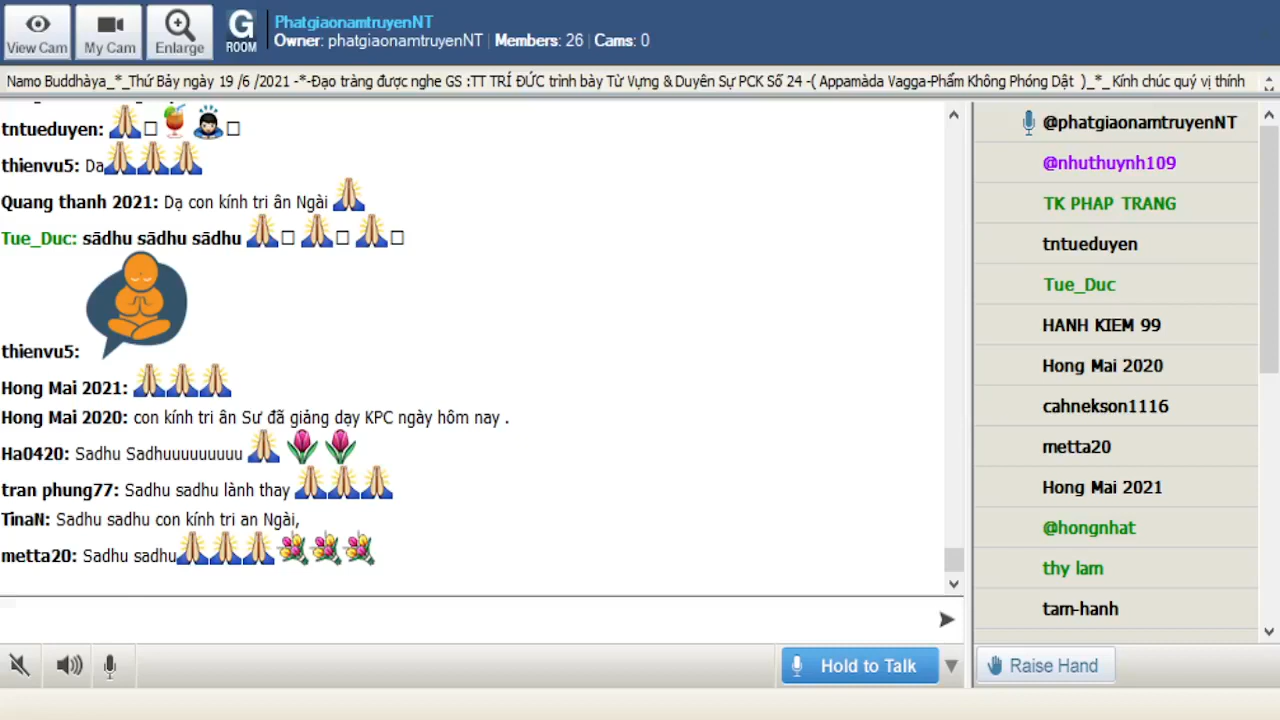 View Cam
My Cam
Enlarge
G
ROOM
PhatgiaonamtruyenNT
Owner: phatgiaonamtruyenNT | Members: 26 | Cams: 0
Namo Buddhàya_*_Thứ Bảy ngày 19 /6 /2021 -*-Đạo tràng được nghe GS :TT TRÍ ĐỨC trình bày Từ Vựng & Duyên Sự PCK Số 24 -( Appamàda Vagga-Phẩm Không Phóng Dật )_*_ Kính chúc quý vị thính
tntueduyen:
thienvu5: Dạ
Quang thanh 2021: Dạ con kính tri ân Ngài
Tue_Duc: sādhu sādhu sādhu
thienvu5:
Hong Mai 2021:
Hong Mai 2020: con kính tri ân Sư đã giảng dạy KPC ngày hôm nay .
Ha0420: Sadhu Sadhuuuuuuuuu
tran phung77: Sadhu sadhu lành thay
TinaN: Sadhu sadhu con kính tri an Ngài,
metta20: Sadhu sadhu
@phatgiaonamtruyenNT
@nhuthuynh109
TK PHAP TRANG
tntueduyen
Tue_Duc
HANH KIEM 99
Hong Mai 2020
cahnekson1116
metta20
Hong Mai 2021
@hongnhat
thy lam
tam-hanh
Hold to Talk
Raise Hand